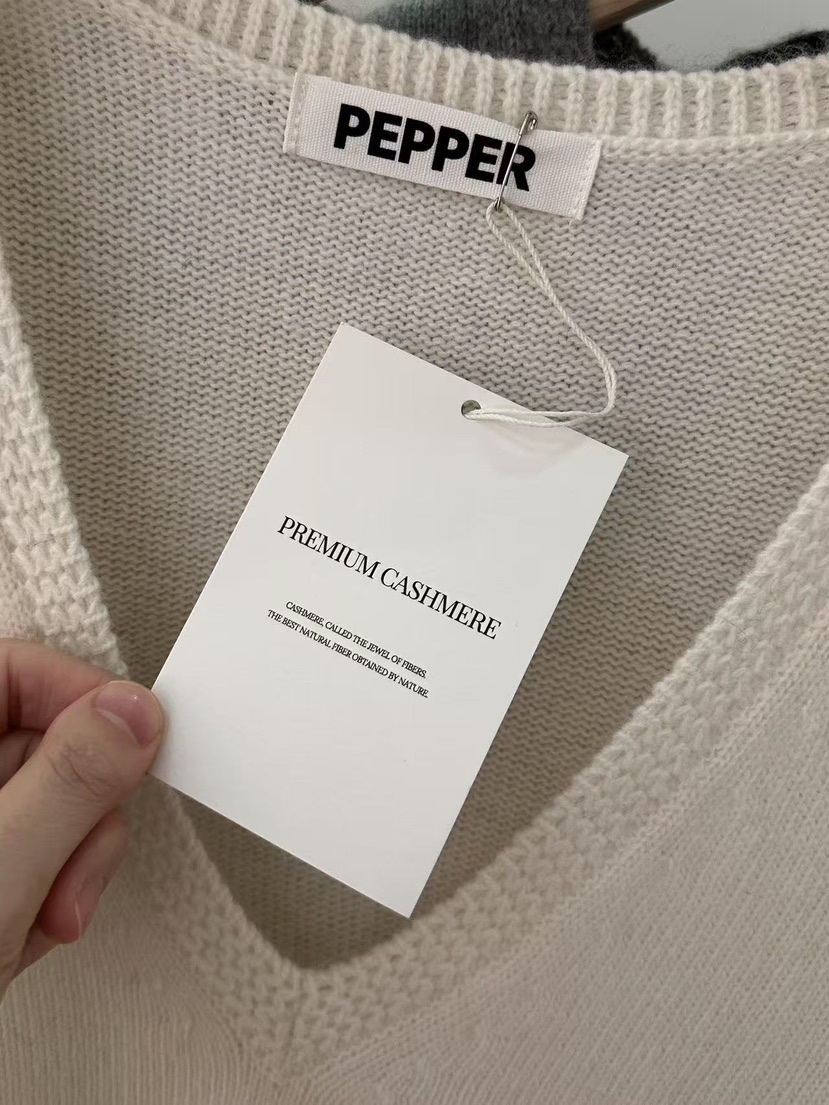 PEPPER
PREMIUM CASHMERE
CASHMERE, CALLED THE JEWEL OF FIBERS.
THE BEST NATURAL FIBER OBTAINED BY NATURE.